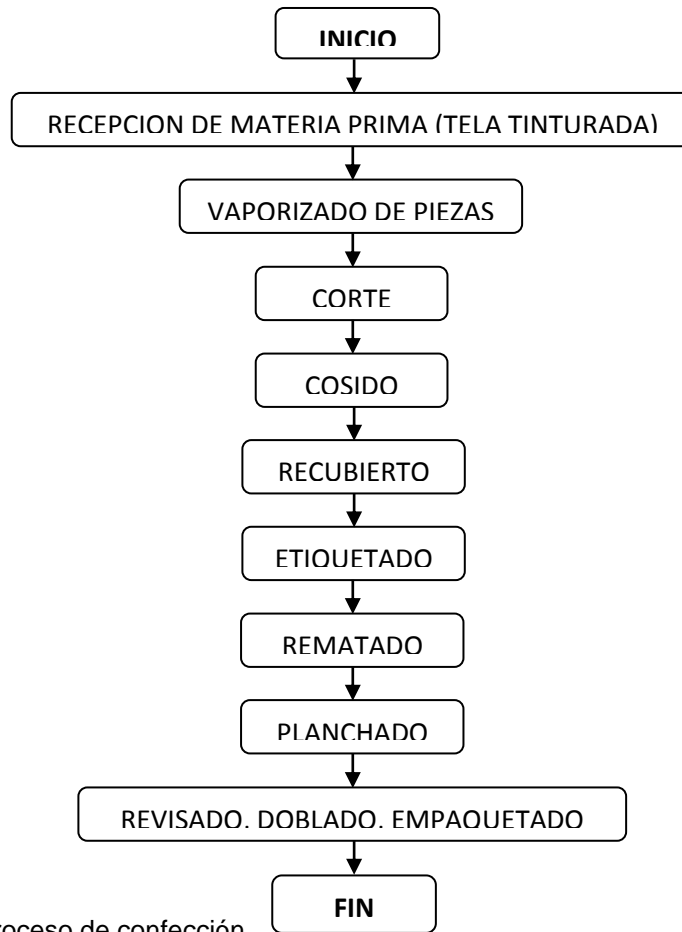 INICIO
RECEPCION DE MATERIA PRIMA (TELA TINTURADA)
VAPORIZADO DE PIEZAS
CORTE
COSIDO
RECUBIERTO
ETIQUETADO
REMATADO
PLANCHADO
REVISADO. DOBLADO. EMPAQUETADO
FIN
de confección